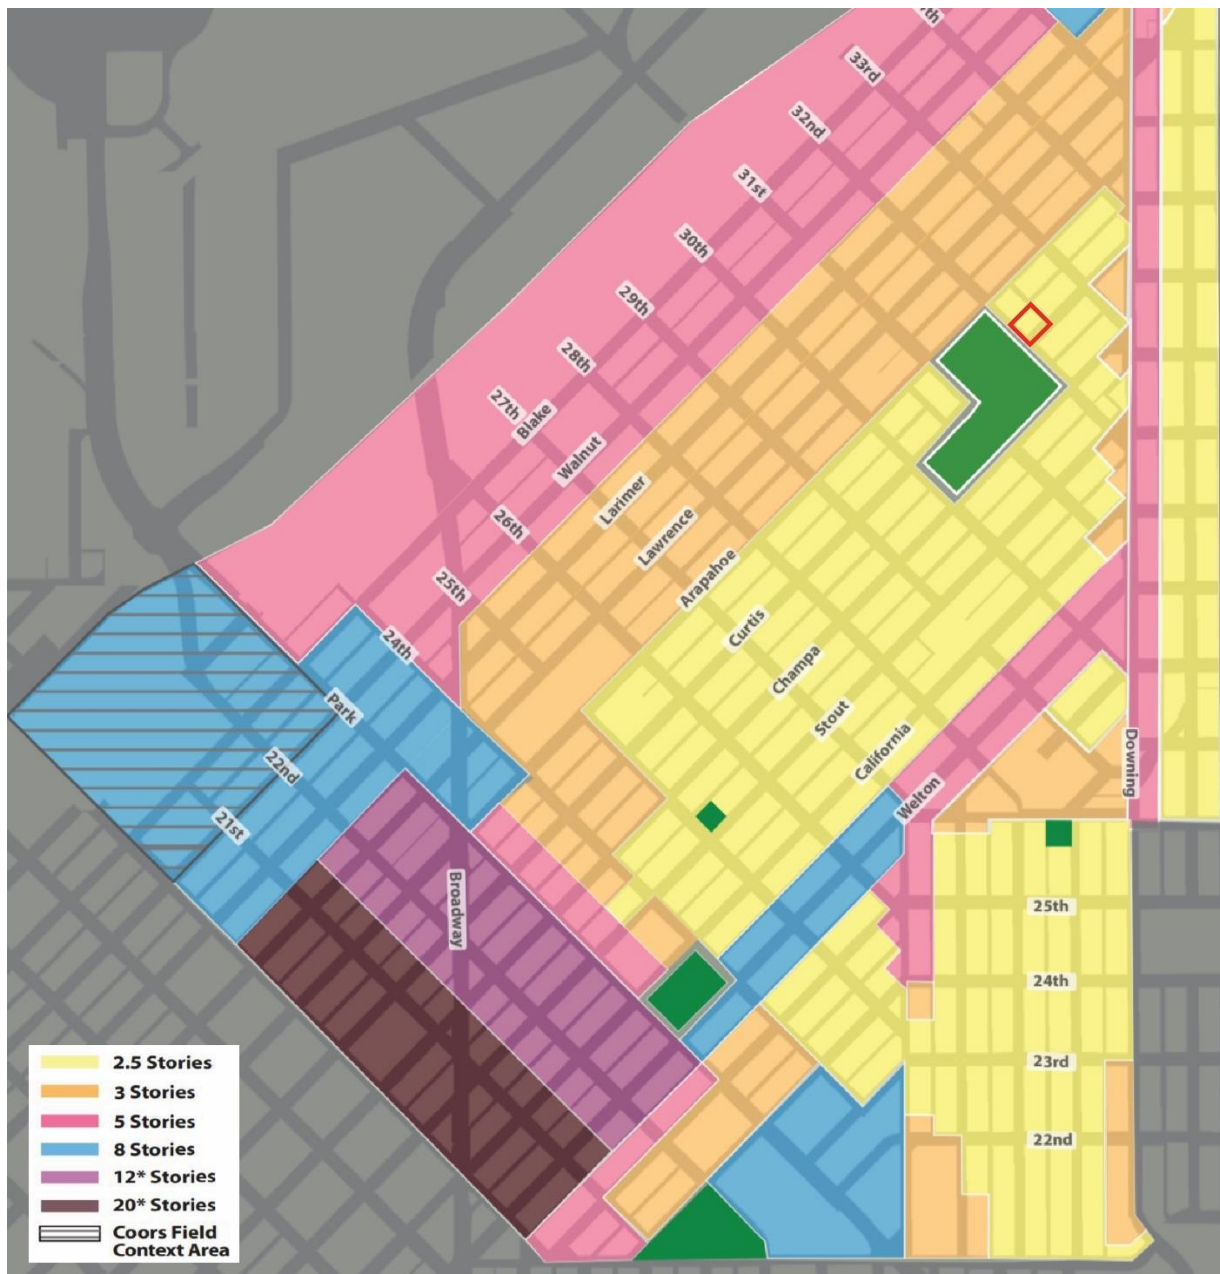 th
33rd
32nd
31st
30th
29th
28th
27th
Blake
Walnut
Larimer
26th
Lawrence
Arapahoe
25th
Curtis
24th
Champa
Stout
Park
California
Downing
22nd
Welton
21st
Broadway
25th
24th
23rd
22nd
2.5 Stories
3 Stories
5 Stories
8 Stories
12* Stories
20* Stories
Coors Field
Context Area